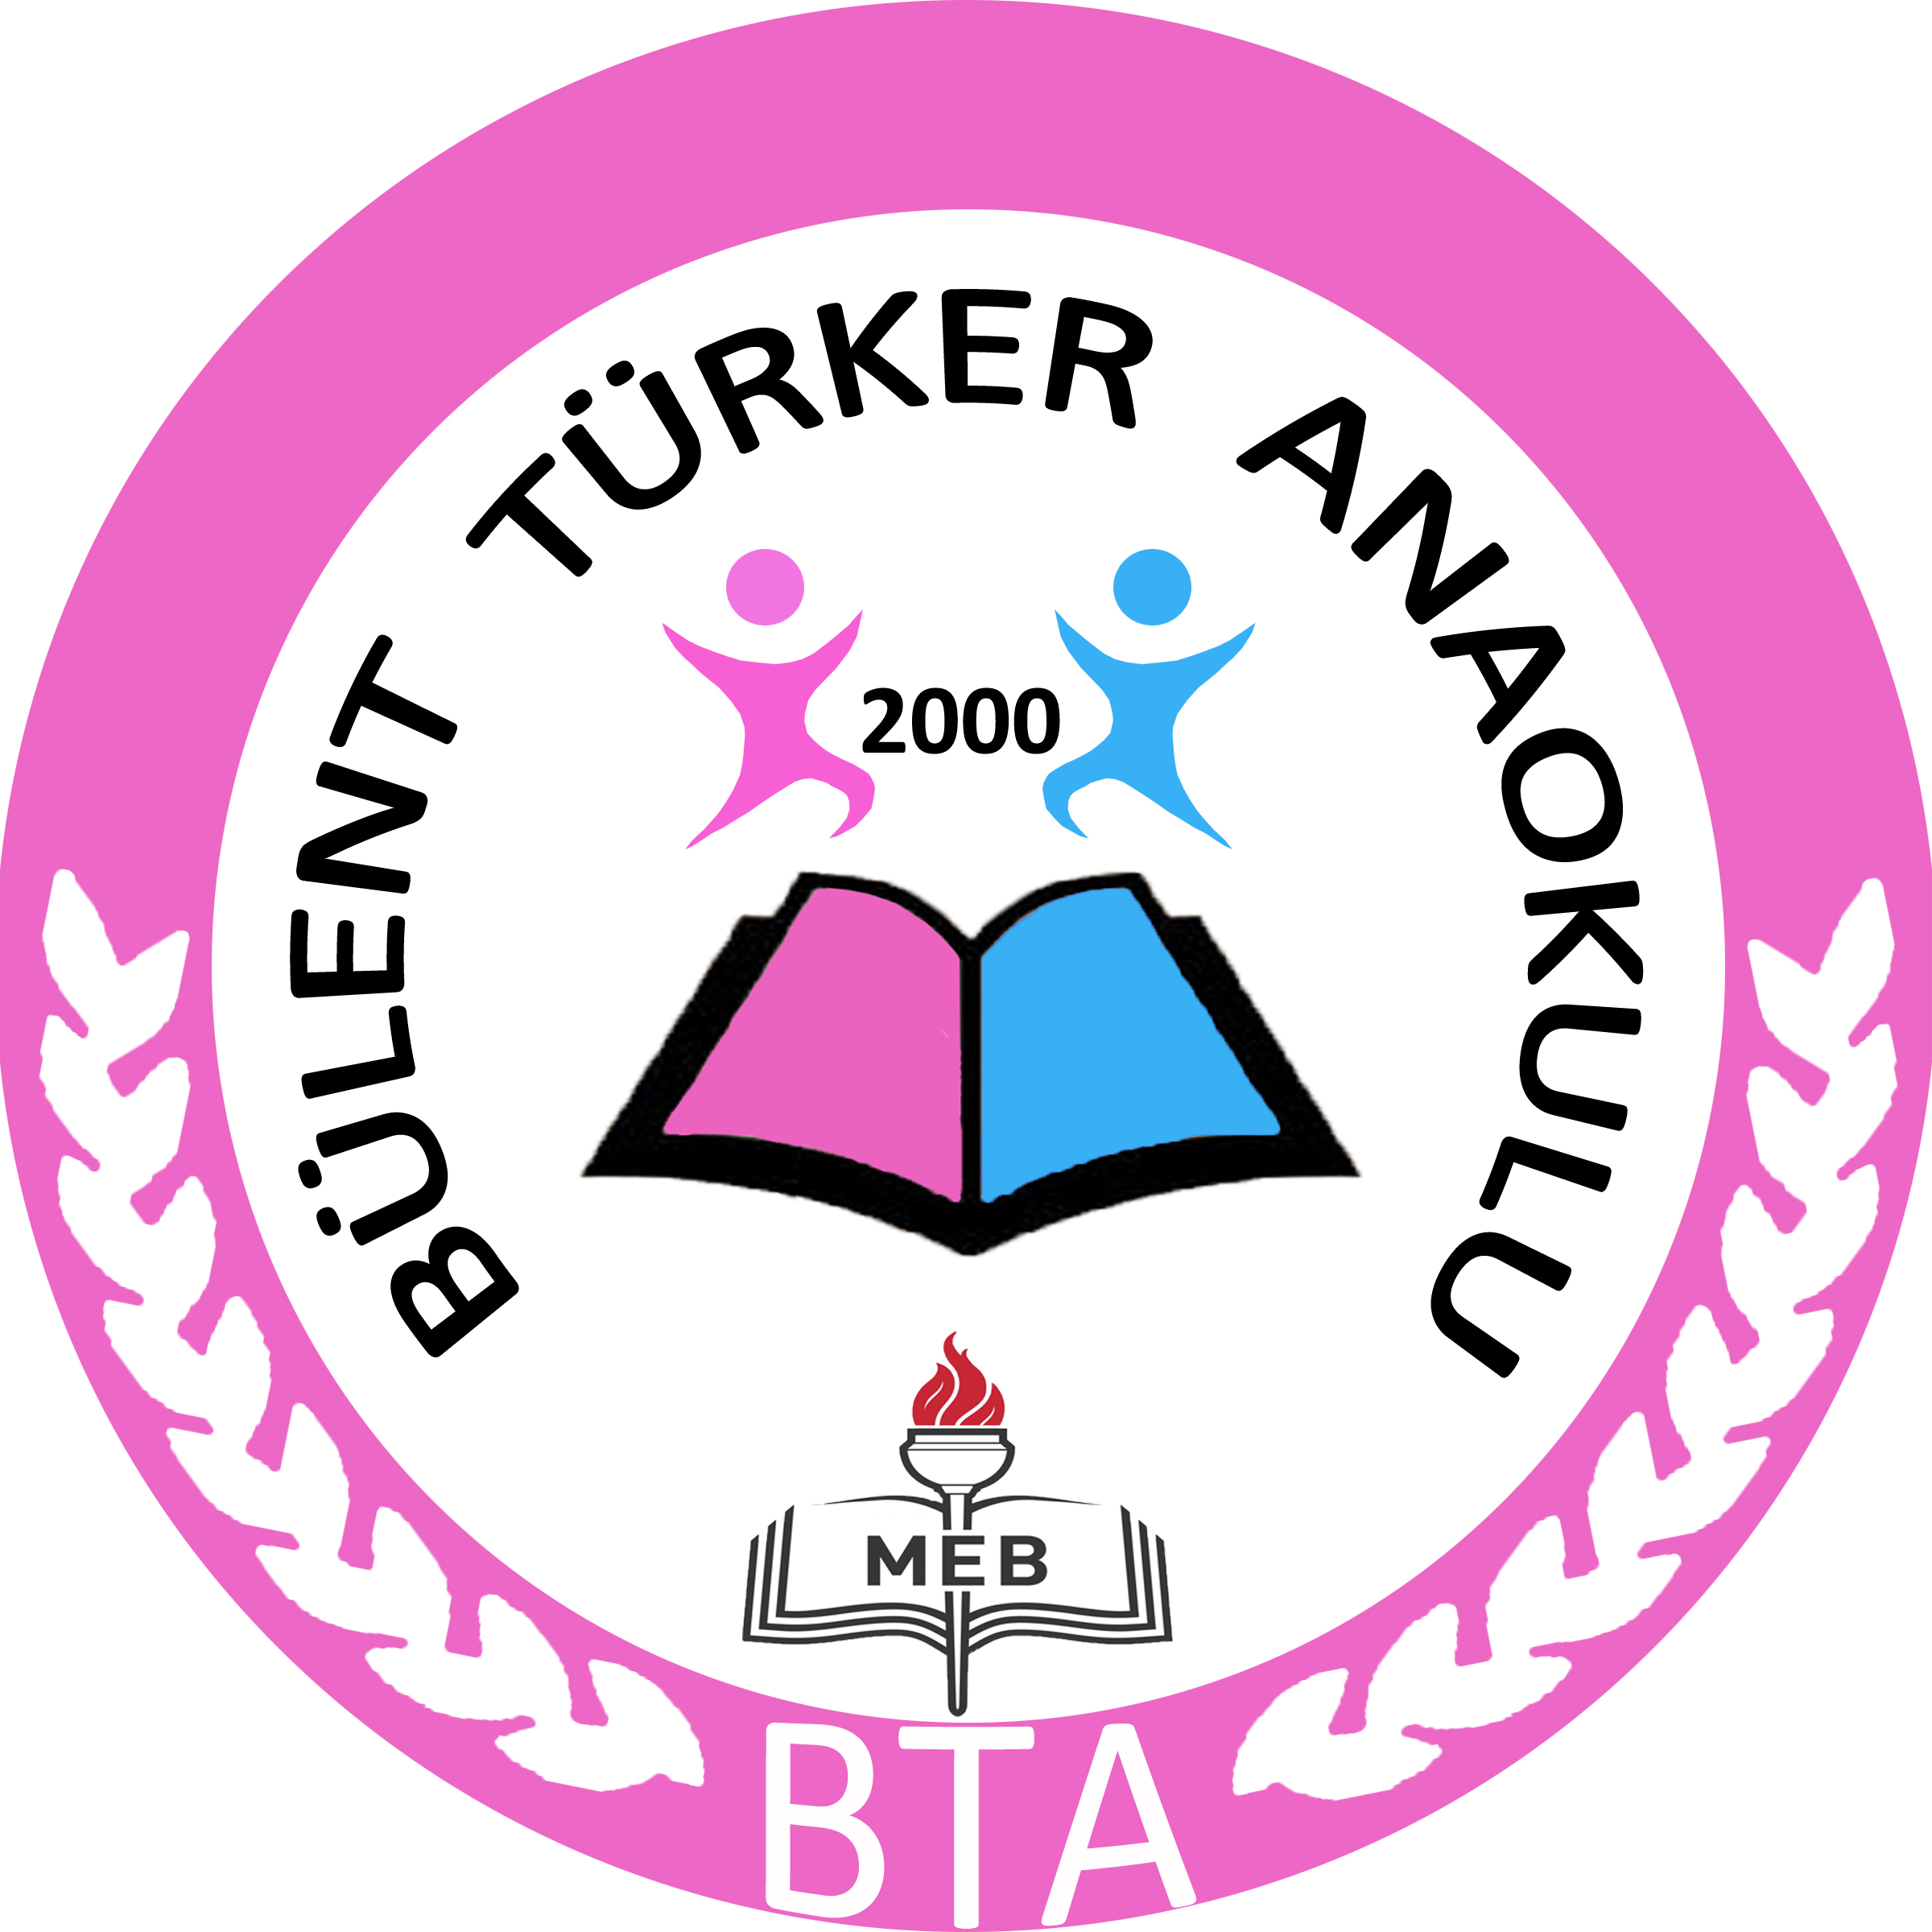 BÜLENT TÜRKER ANAOKULU
2000
MEB
BTA